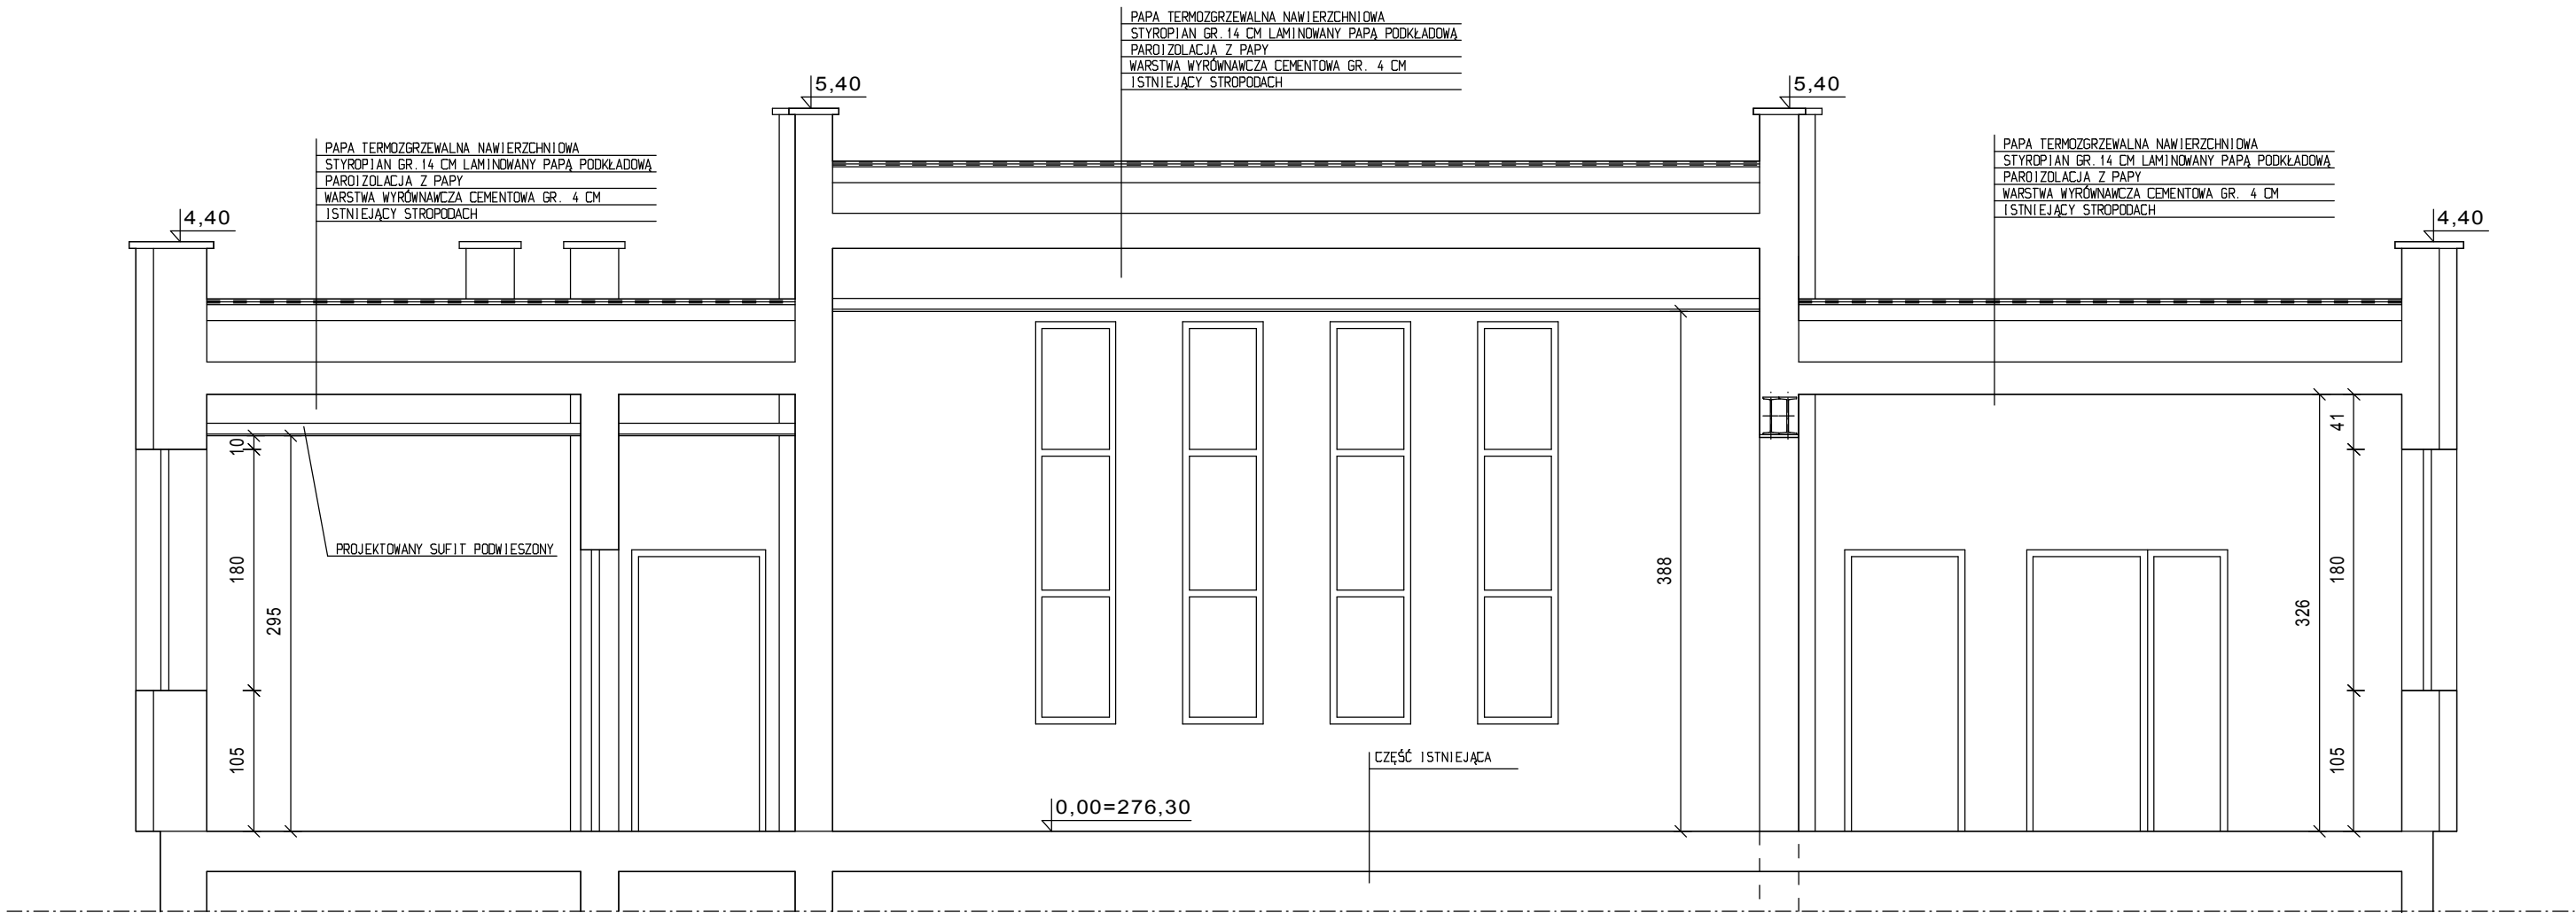 PAPA TERMOZGRZEWALNA NAWIERZCHNIOWA
STYROPIAN GR.14 CM LAMINOWANY PAPĄ PODKŁADOWĄ
PAROIZOLACJA Z PAPY
WARSTWA WYRÓWNAWCZA CEMENTOWA GR. 4 CM
ISTNIEJĄCY STROPODACH
5,40
5,40
PAPA TERMOZGRZEWALNA NAWIERZCHNIOWA
STYROPIAN GR.14 CM LAMINOWANY PAPĄ PODKŁADOWĄ
PAROIZOLACJA Z PAPY
WARSTWA WYRÓWNAWCZA CEMENTOWA GR. 4 CM
ISTNIEJĄCY STROPODACH
PAPA TERMOZGRZEWALNA NAWIERZCHNIOWA
STYROPIAN GR.14 CM LAMINOWANY PAPĄ PODKŁADOWĄ
PAROIZOLACJA Z PAPY
WARSTWA WYRÓWNAWCZA CEMENTOWA GR. 4 CM
ISTNIEJĄCY STROPODACH
4,40
4,40
10
180
105
295
PROJEKTOWANY SUFIT PODWIESZONY
388
326
41
180
105
CZĘŚĆ ISTNIEJĄCA
0,00=276,30